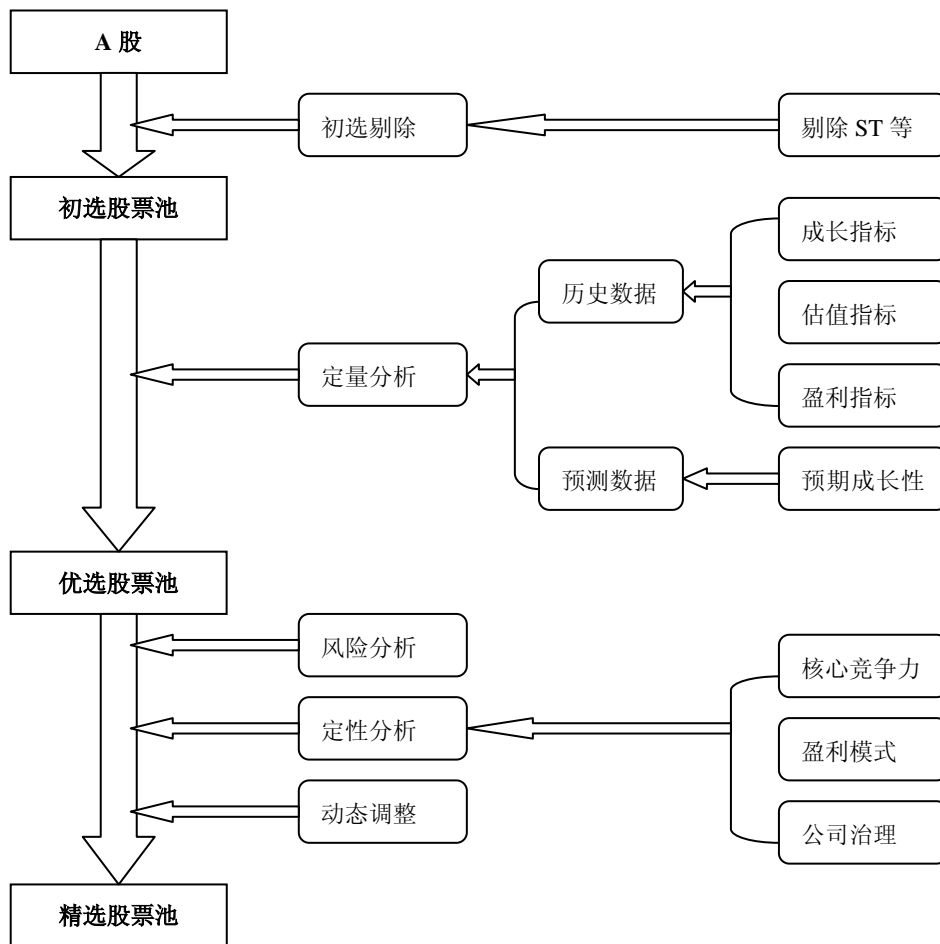 A 股
初选剔除
剔除 ST 等
初选股票池
成长指标
历史数据
估值指标
定量分析
盈利指标
预测数据
预期成长性
优选股票池
风险分析
核心竞争力
定性分析
盈利模式
动态调整
公司治理
精选股票池